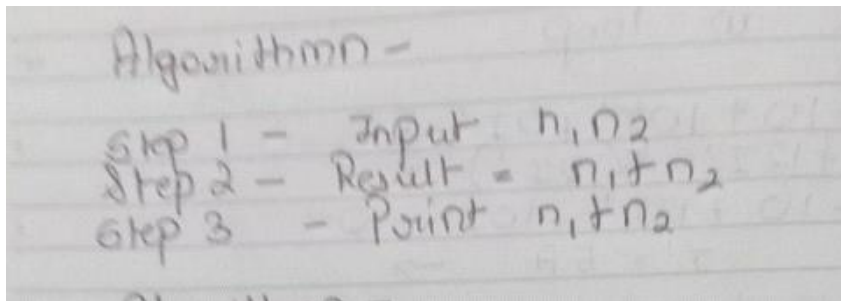 Algorithmn -
Step 1 - Input n₁ n₂
Step 2 - Result = n₁ + n₂
Step 3 - Print n₁ + n₂